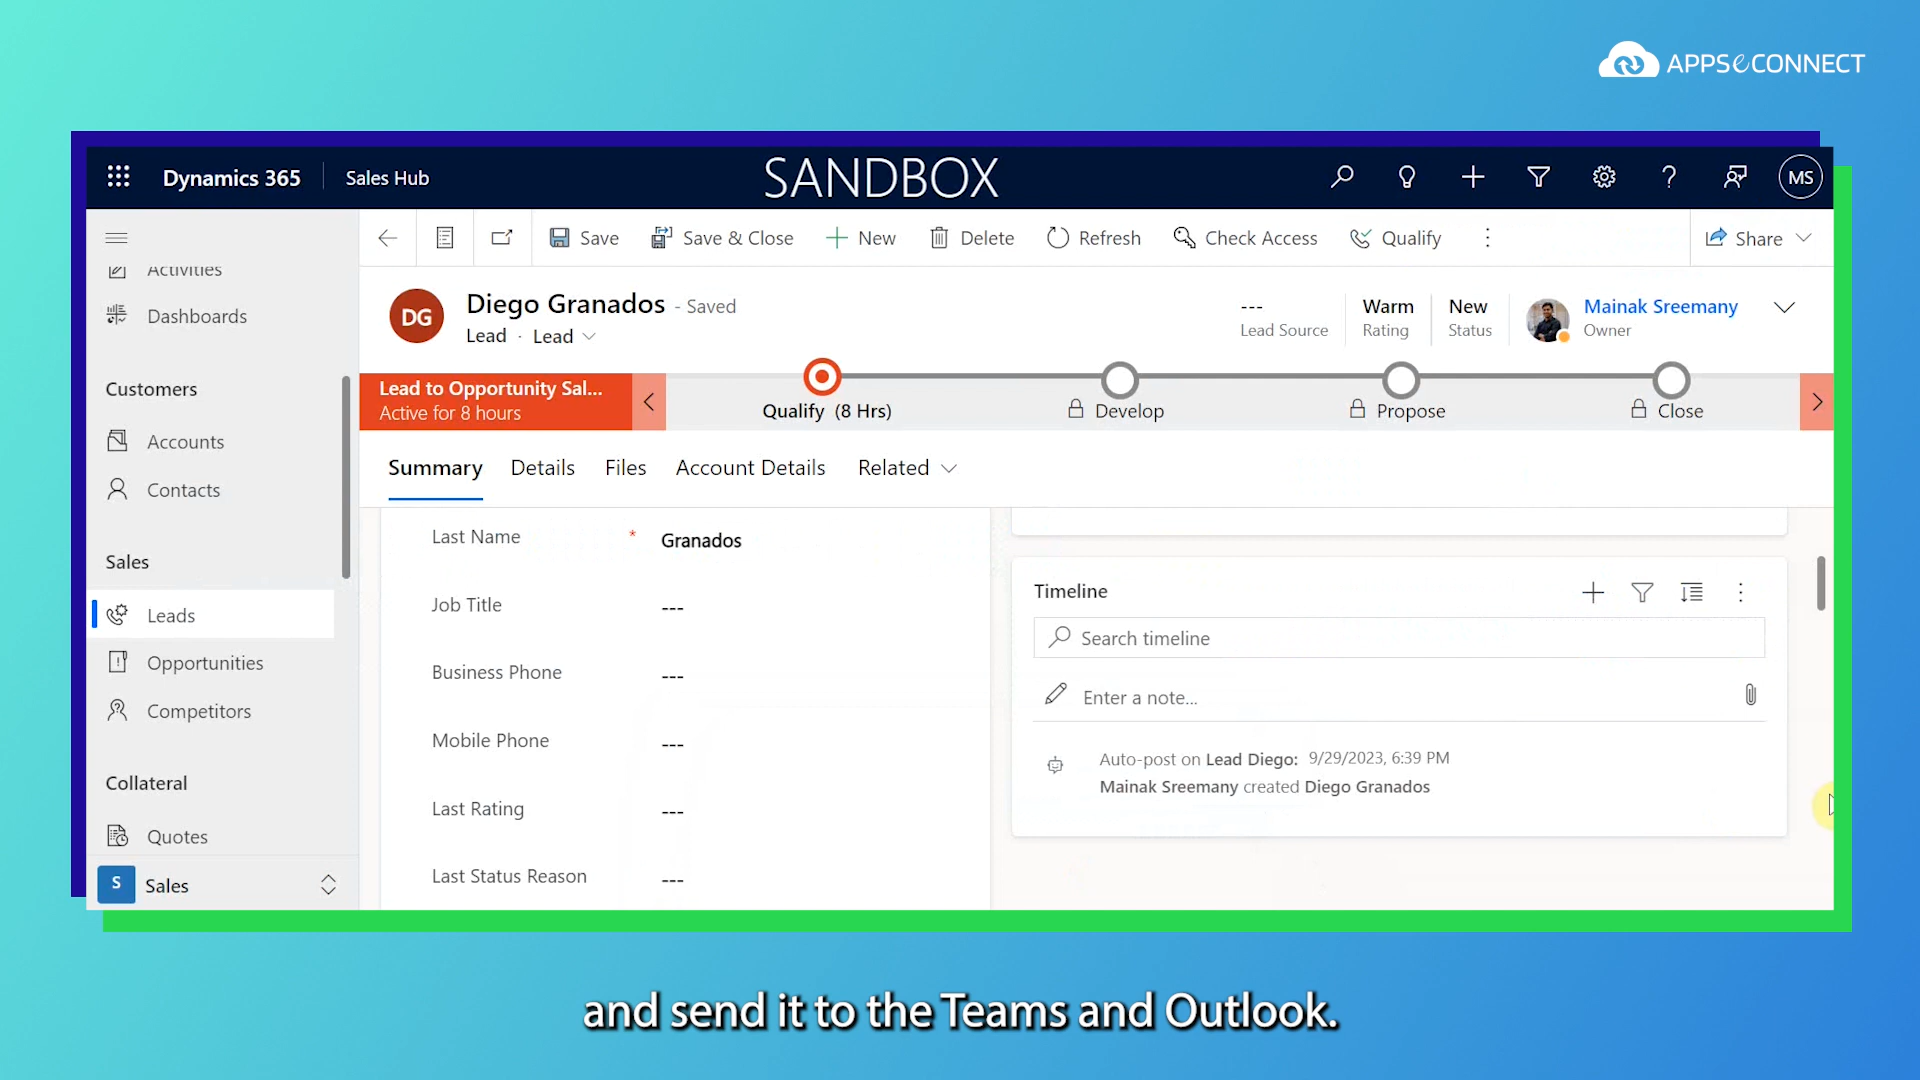 APPSeCONNECT
Dynamics 365
Sales Hub
SANDBOX
MS
Save
Save & Close
New
Delete
Refresh
Check Access
Qualify
Share
Activities
Dashboards
Customers
Accounts
Contacts
Sales
Leads
Opportunities
Competitors
Collateral
Quotes
S
Sales
DG
Diego Granados - Saved
Lead · Lead
---
Lead Source
Warm
Rating
New
Status
Mainak Sreemany
Owner
Lead to Opportunity Sal...
Active for 8 hours
Qualify (8 Hrs)
Develop
Propose
Close
Summary
Details
Files
Account Details
Related
Last Name * Granados
Job Title ---
Business Phone ---
Mobile Phone ---
Last Rating ---
Last Status Reason ---
Timeline
Search timeline
Enter a note...
Auto-post on Lead Diego: 9/29/2023, 6:39 PM
Mainak Sreemany created Diego Granados
and send it to the Teams and Outlook.